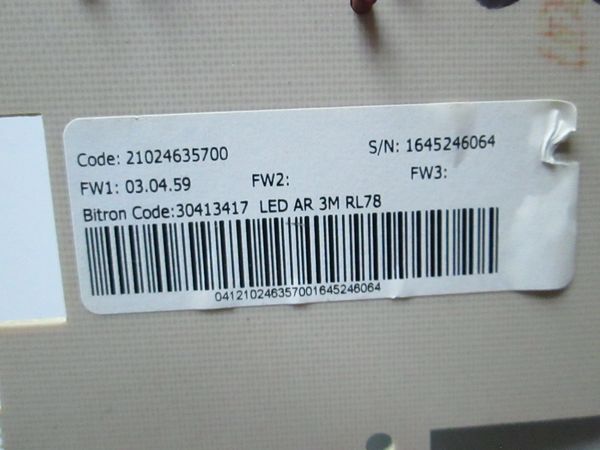 Code: 21024635700 S/N: 1645246064
FW1: 03.04.59 FW2: FW3:
Bitron Code:30413417 LED AR 3M RL78
041210246357001645246064